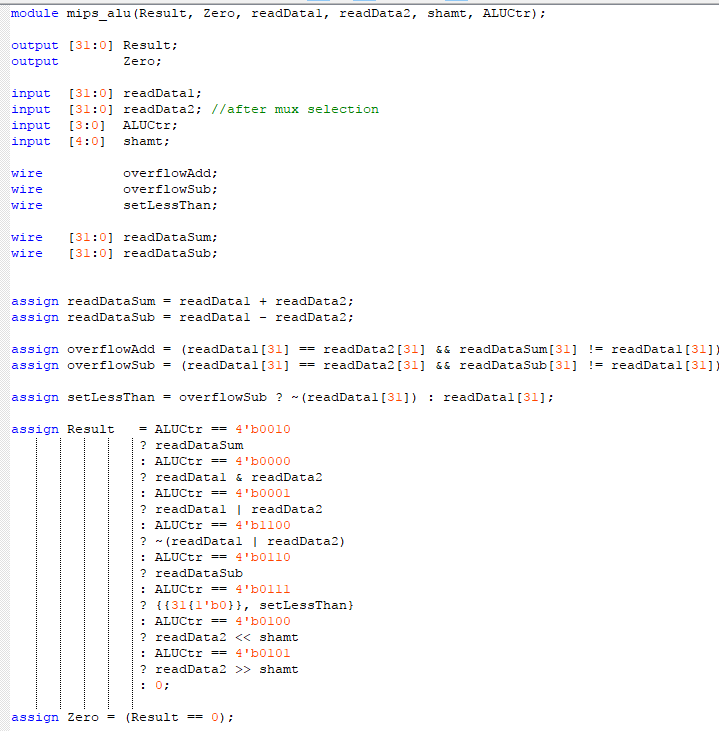 module mips_alu(Result, Zero, readData1, readData2, shamt, ALUCtr);
output [31:0] Result;
output        Zero;
input  [31:0] readData1;
input  [31:0] readData2; //after mux selection
input  [3:0]  ALUCtr;
input  [4:0]  shamt;
wire          overflowAdd;
wire          overflowSub;
wire          setLessThan;
wire   [31:0] readDataSum;
wire   [31:0] readDataSub;
assign readDataSum = readData1 + readData2;
assign readDataSub = readData1 - readData2;
assign overflowAdd = (readData1[31] == readData2[31] && readDataSum[31] != readData1[31])
assign overflowSub = (readData1[31] == readData2[31] && readDataSub[31] != readData1[31])
assign setLessThan = overflowSub ? ~(readData1[31]) : readData1[31];
assign Result   = ALUCtr == 4'b0010
? readDataSum
: ALUCtr == 4'b0000
? readData1 & readData2
: ALUCtr == 4'b0001
? readData1 | readData2
: ALUCtr == 4'b1100
? ~(readData1 | readData2)
: ALUCtr == 4'b0110
? readDataSub
: ALUCtr == 4'b0111
? {{31{1'b0}}, setLessThan}
: ALUCtr == 4'b0100
? readData2 << shamt
: ALUCtr == 4'b0101
? readData2 >> shamt
: 0;
assign Zero = (Result == 0);